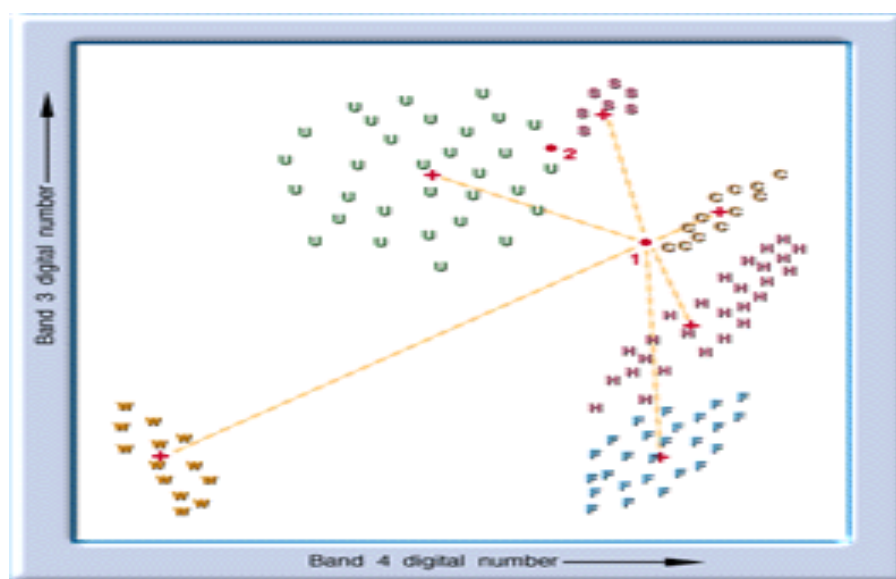 S
U S S
U
U S S
S
U U U
U
U U S
U
U U 2
U
U U U
U C
U U U C C
U U C C
U U C
U U C
C C
U U U U C H
C C H H
1 H H
U H H
H H
H
H
H H
H H
H
H
H H
H H
H
H H
H
W F
H F
W F F
W F F
W F F
W F F F
W F F F
W W F
W W F F F
W F F
W F
W F
Band 3 digital number
Band 4 digital number